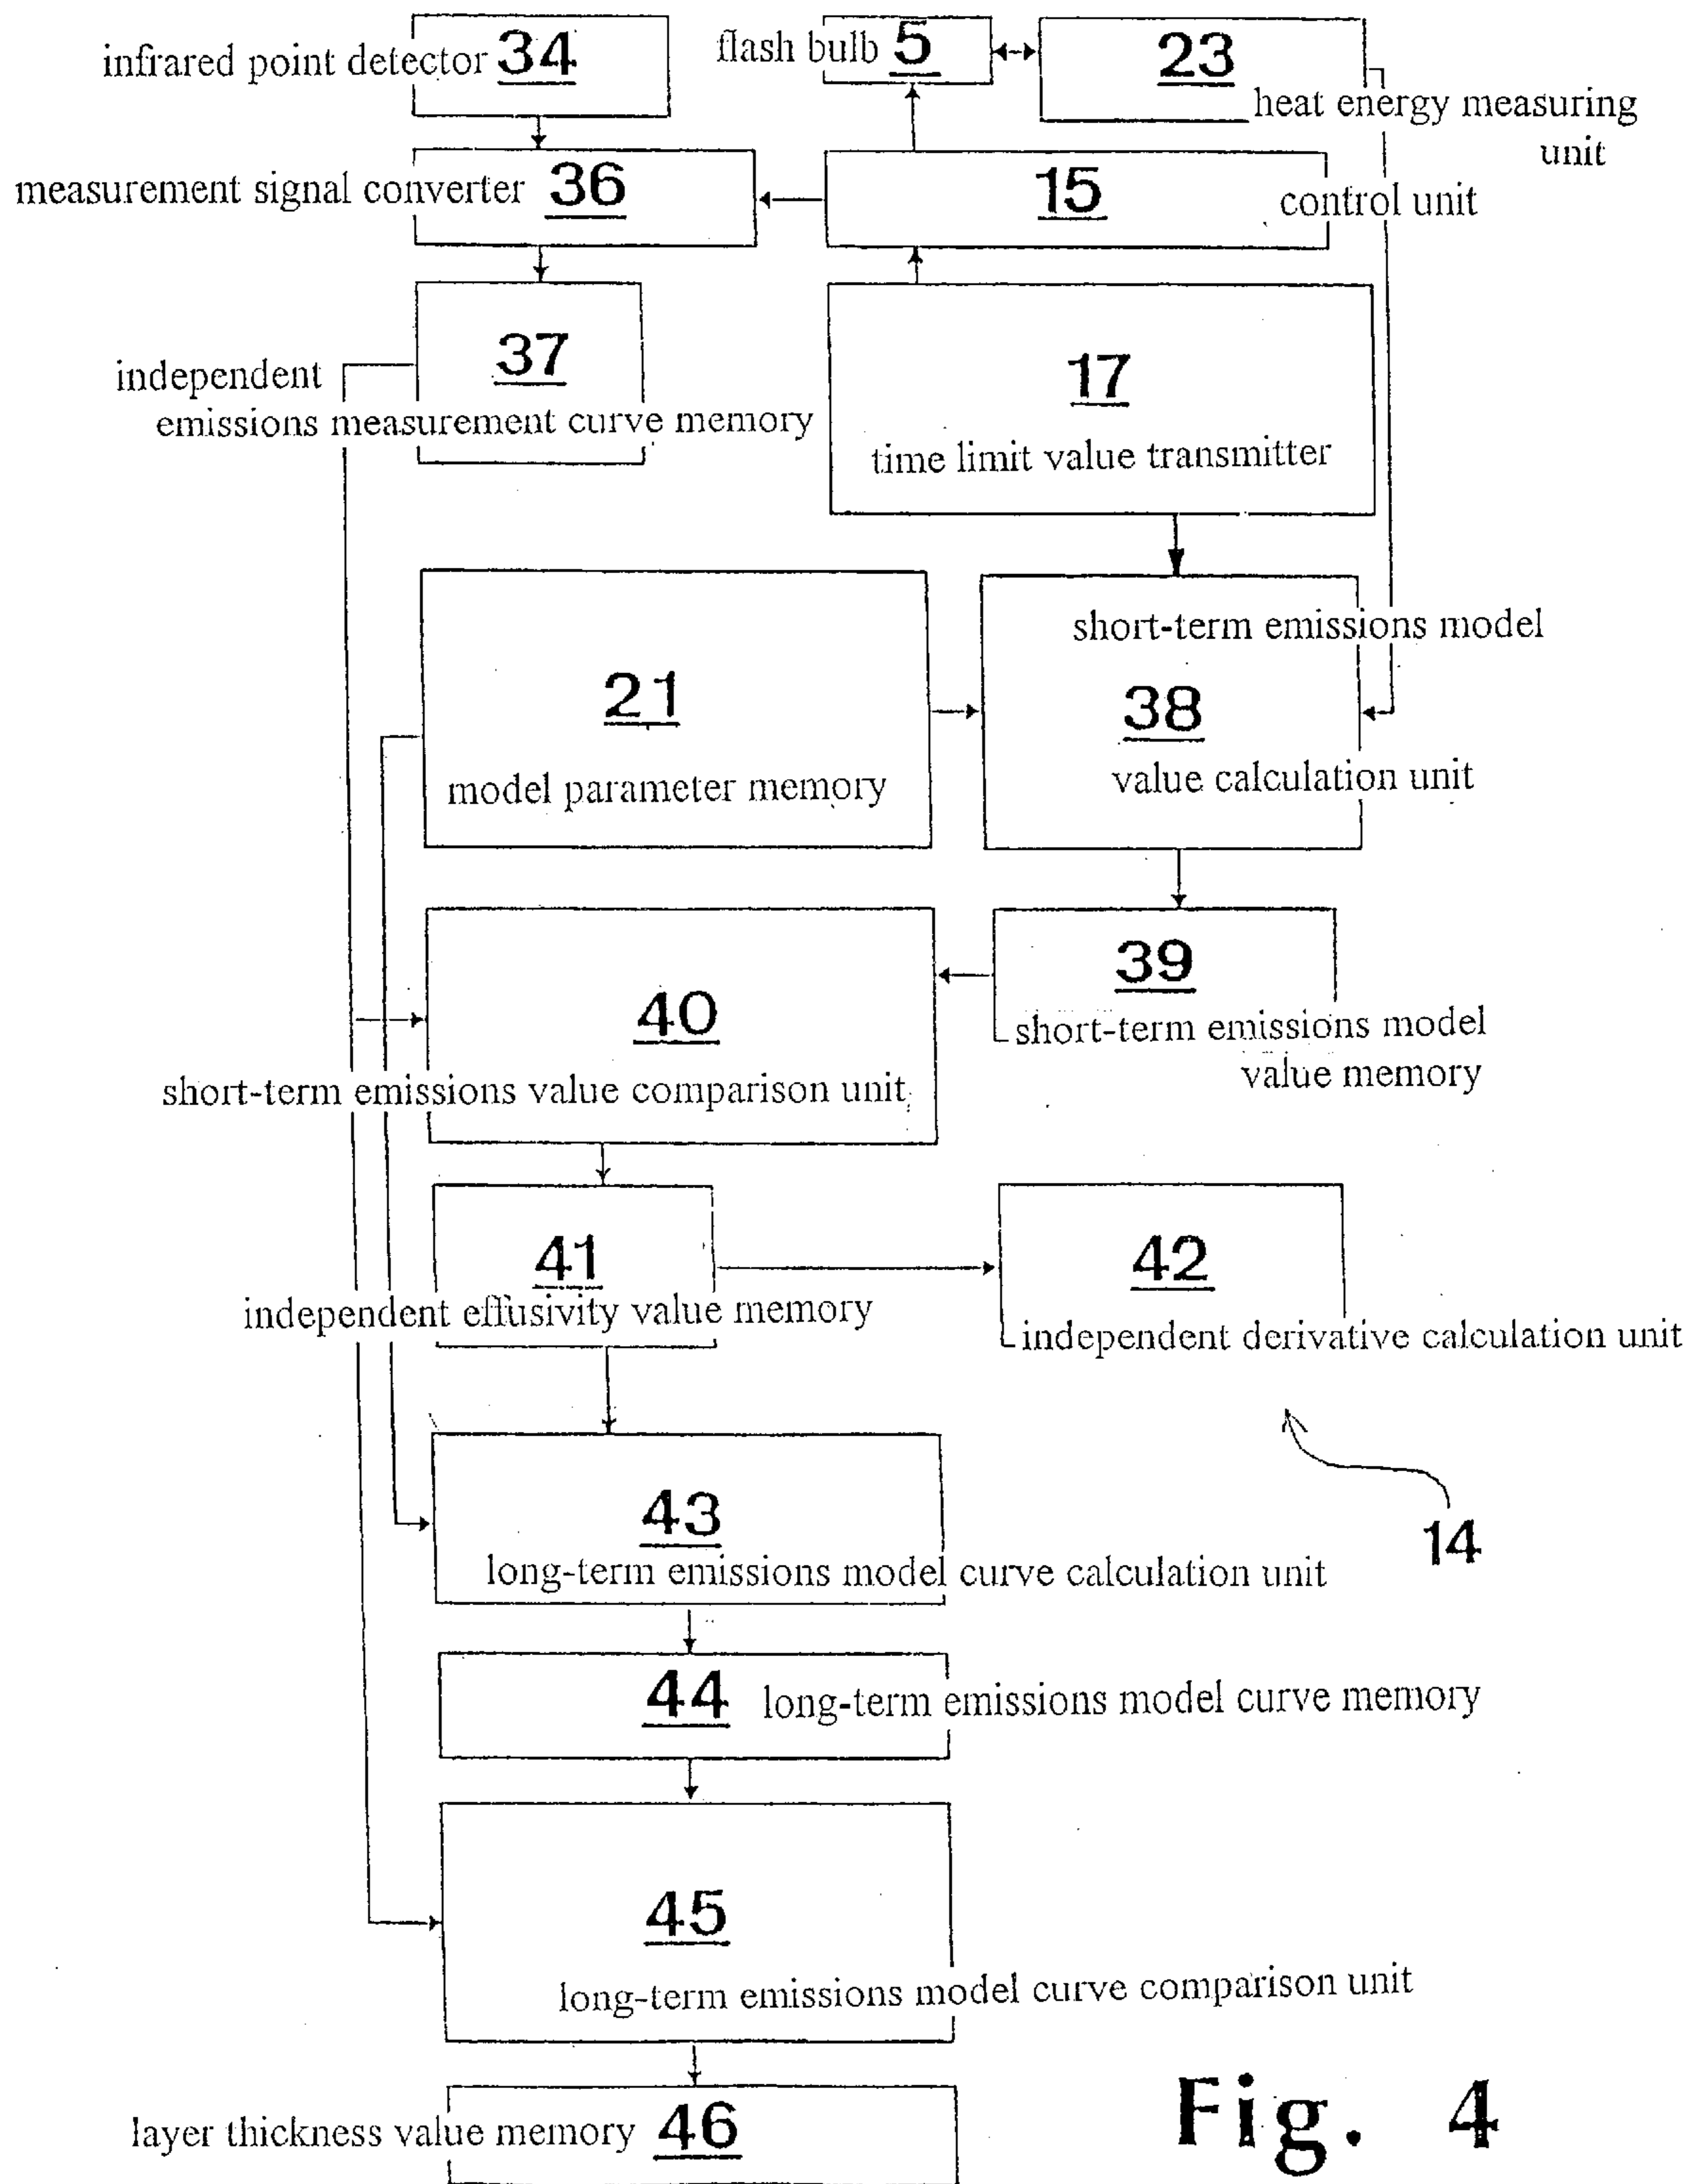 infrared point detector 34
flash bulb 5
23
heat energy measuring
unit
measurement signal converter 36
15
control unit
37
independent
emissions measurement curve memory
17
time limit value transmitter
21
model parameter memory
short-term emissions model
38
value calculation unit
40
short-term emissions value comparison unit
39
short-term emissions model
value memory
41
independent effusivity value memory
42
independent derivative calculation unit
14
43
long-term emissions model curve calculation unit
44 long-term emissions model curve memory
45
long-term emissions model curve comparison unit
layer thickness value memory 46
Fig. 4